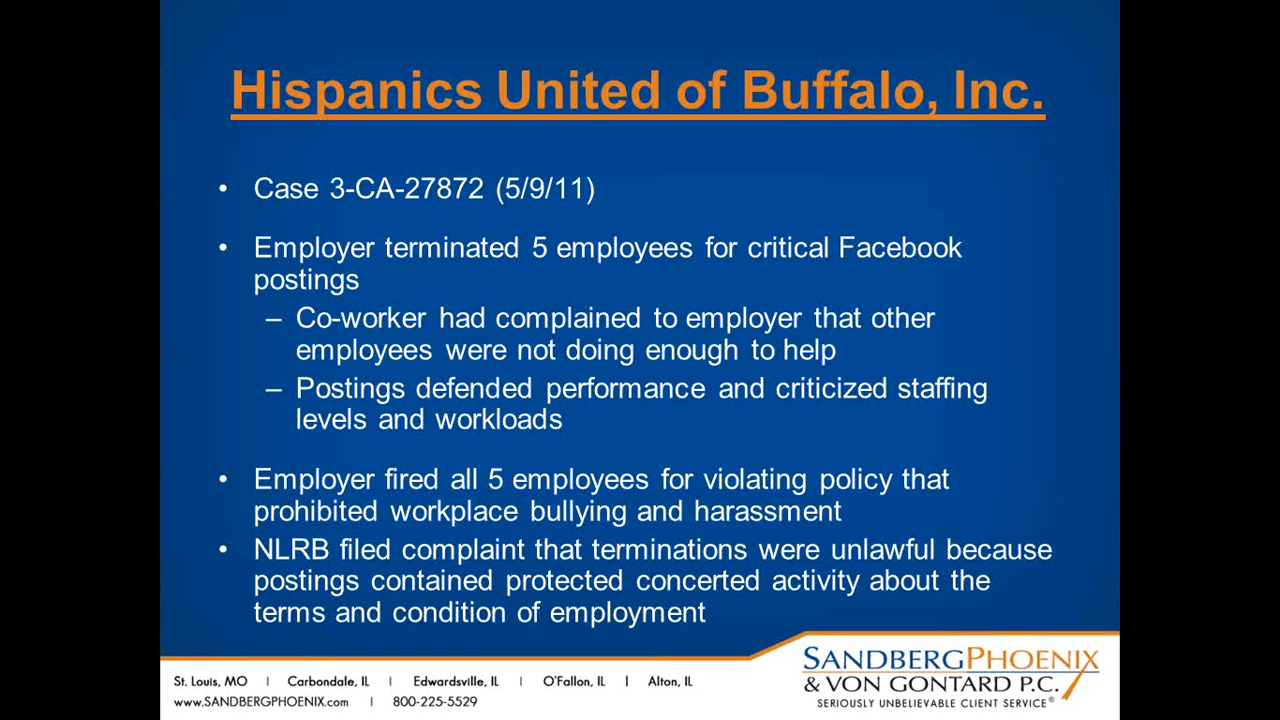 Hispanics United of Buffalo, Inc.
• Case 3-CA-27872 (5/9/11)
• Employer terminated 5 employees for critical Facebook
postings
– Co-worker had complained to employer that other
employees were not doing enough to help
– Postings defended performance and criticized staffing
levels and workloads
• Employer fired all 5 employees for violating policy that
prohibited workplace bullying and harassment
• NLRB filed complaint that terminations were unlawful because
postings contained protected concerted activity about the
terms and condition of employment
St. Louis, MO | Carbondale, IL | Edwardsville, IL | O'Fallon, IL | Alton, IL
www.SANDBERGPHOENIX.com | 800-225-5529
SANDBERGPHOENIX
& VON GONTARD P.C.
SERIOUSLY UNBELIEVABLE CLIENT SERVICE®